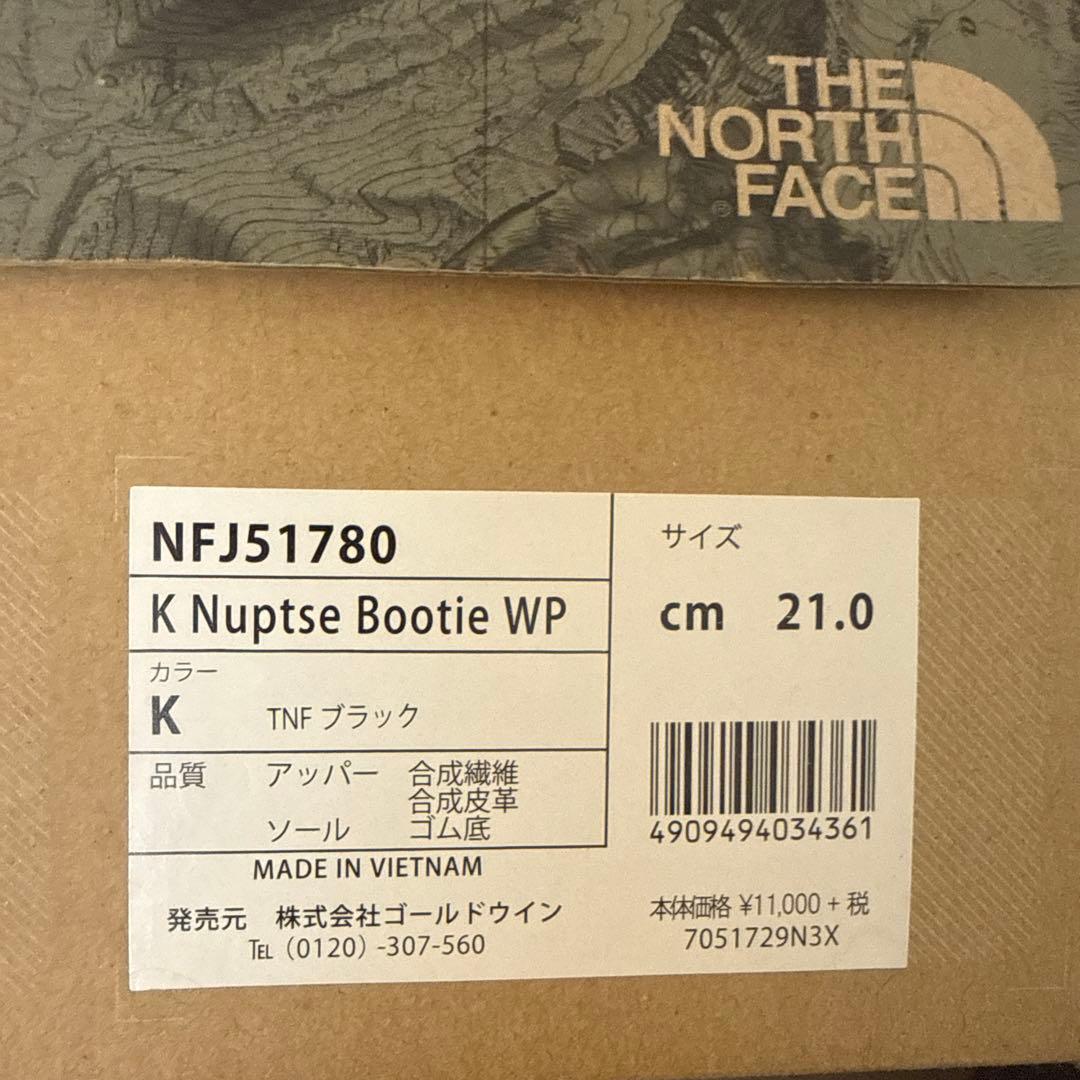 THE
NORTH
FACE
®
NFJ51780
K Nuptse Bootie WP
カラー
K TNF ブラック
品質 アッパー 合成繊維
合成皮革
ソール ゴム底
MADE IN VIETNAM
発売元 株式会社ゴールドウイン
TEL (0120) -307-560
サイズ
cm 21.0
4909494034361
本体価格 ¥11,000 + 税
7051729N3X